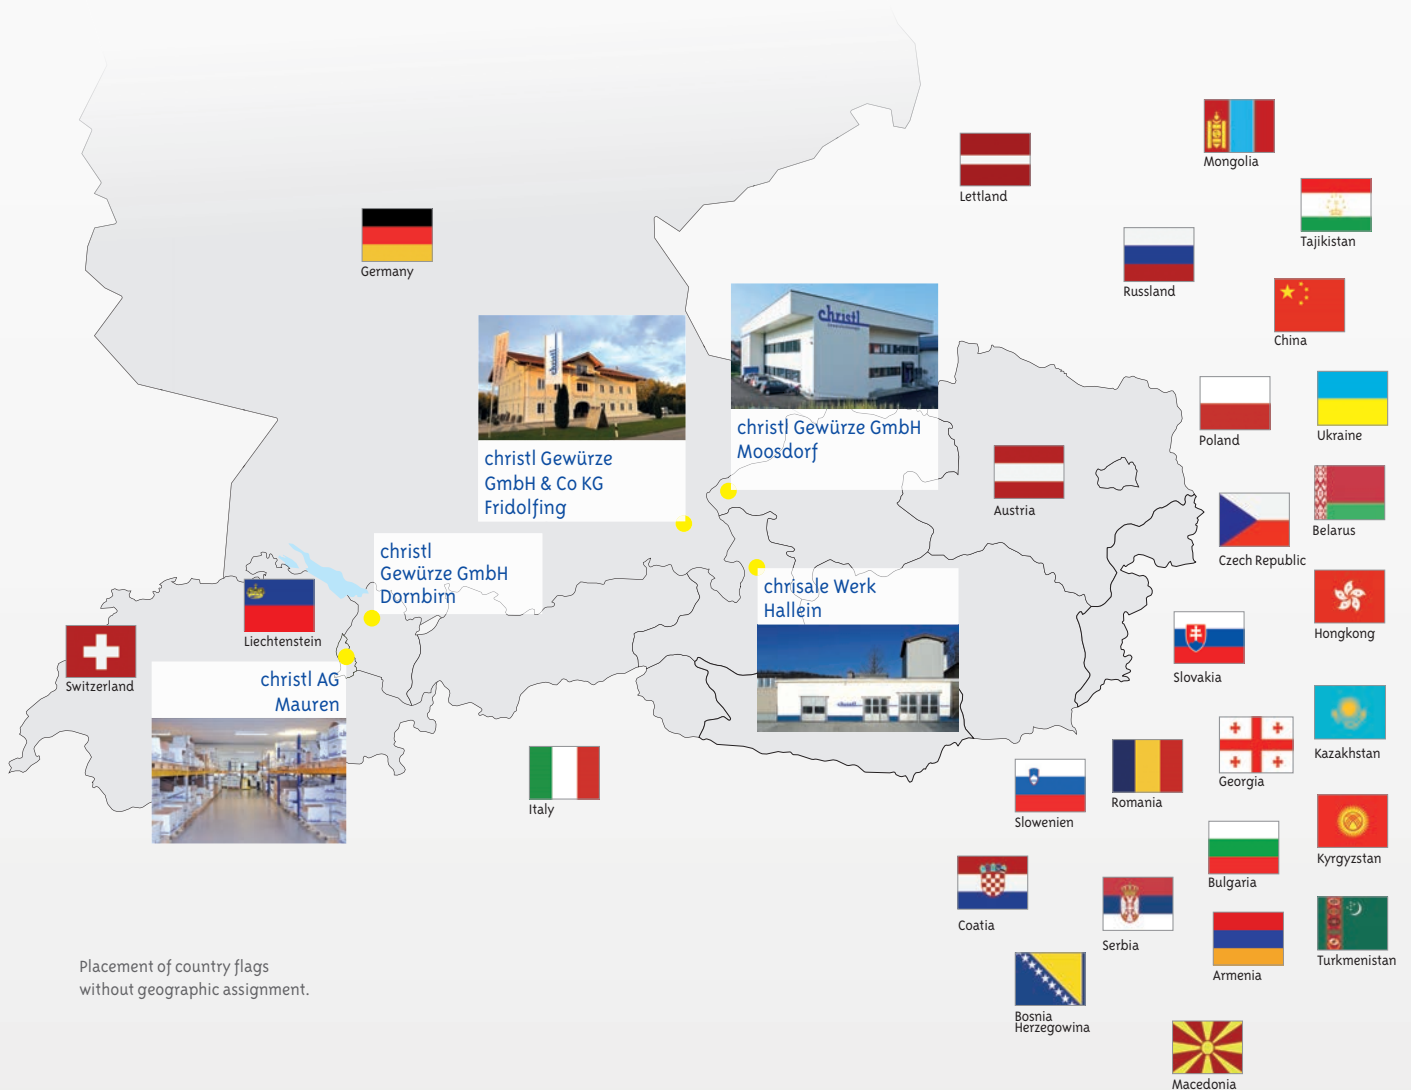 Mongolia
Lettland
Tajikistan
Germany
Russland
christl
China
christl Gewürze GmbH
Moosdorf
Poland
Ukraine
christl
christl Gewürze
GmbH & Co KG
Fridolfing
Austria
Belarus
Czech Republic
christl
Gewürze GmbH
Dornbirn
chrisale Werk
Hallein
christl
Hongkong
Liechtenstein
Slovakia
Switzerland
christl AG
Mauren
Kazakhstan
Georgia
Italy
Romania
Slowenien
Kyrgyzstan
Bulgaria
Coatia
Serbia
Turkmenistan
Armenia
Placement of country flags
without geographic assignment.
Bosnia
Herzegowina
Macedonia